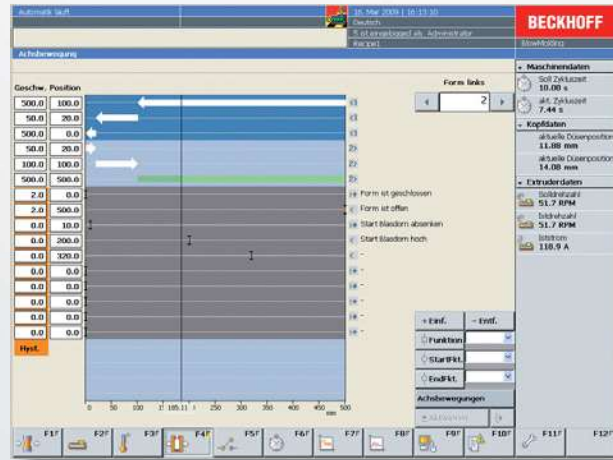 Automatik läuft
16. Mar 2009 | 16:13:10
Deutsch
5 ist eingeloggt als Administrator
Recipe1
BECKHOFF
BlowMolding
Achsbewegung
Geschw. Position
Form links
2
500.0 100.0
50.0 20.0
500.0 0.0
50.0 20.0
100.0 100.0
500.0 500.0
2.0 0.0 Form ist geschlossen
2.0 500.0 Form ist offen
0.0 10.0 Start Blasdorn absenken
0.0 200.0 Start Blasdorn hoch
0.0 320.0 -
0.0 0.0 -
0.0 0.0 -
0.0 0.0 -
0.0 0.0 -
0.0 0.0 -
Hyst.
0 50 100 105.11 250 300 350 400 450 500
mm
+ Einf. - Entf.
Funktion
StartFkt.
EndFkt.
Achsbewegungen
Maschinendaten
Soll Zykluszeit
10.00 s
akt. Zykluszeit
7.44 s
Kopfdaten
aktuelle Düsenposition
11.08 mm
aktuelle Düsenposition
14.08 mm
Extruderdaten
Solldrehzahl
51.7 RPM
Istdrehzahl
51.7 RPM
Iststrom
118.9 A
F1 F2 F3 F4 F5 F6 F7 F8 F9 F10 F11 F12